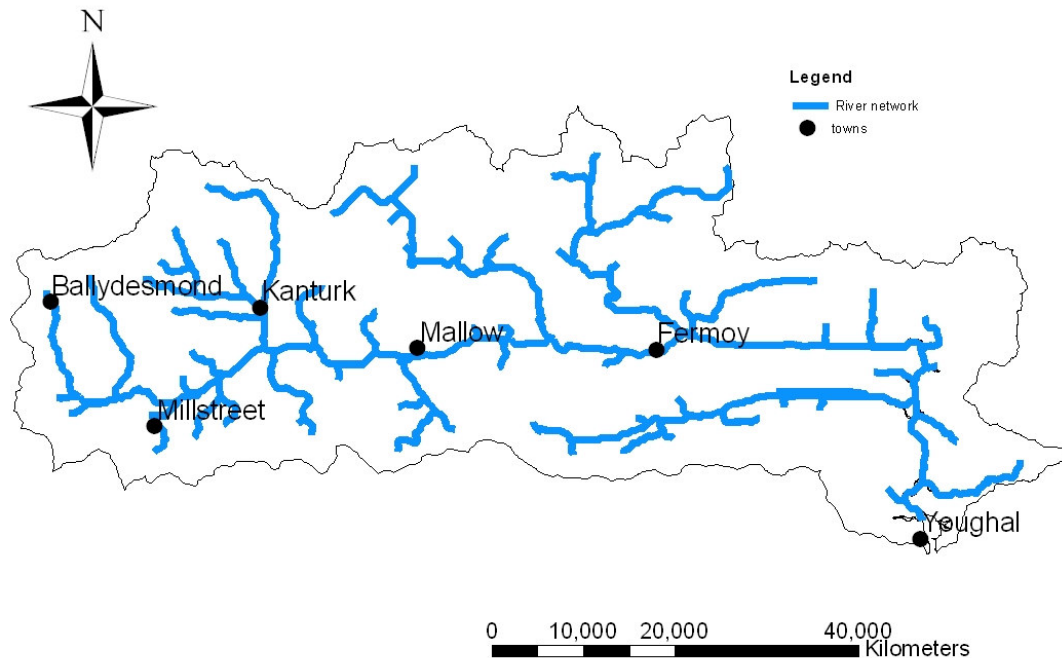 N
Legend
River network
towns
Ballydesmond
Kanturk
Mallow
Fermoy
Millstreet
Youghal
0 10,000 20,000 40,000
Kilometers